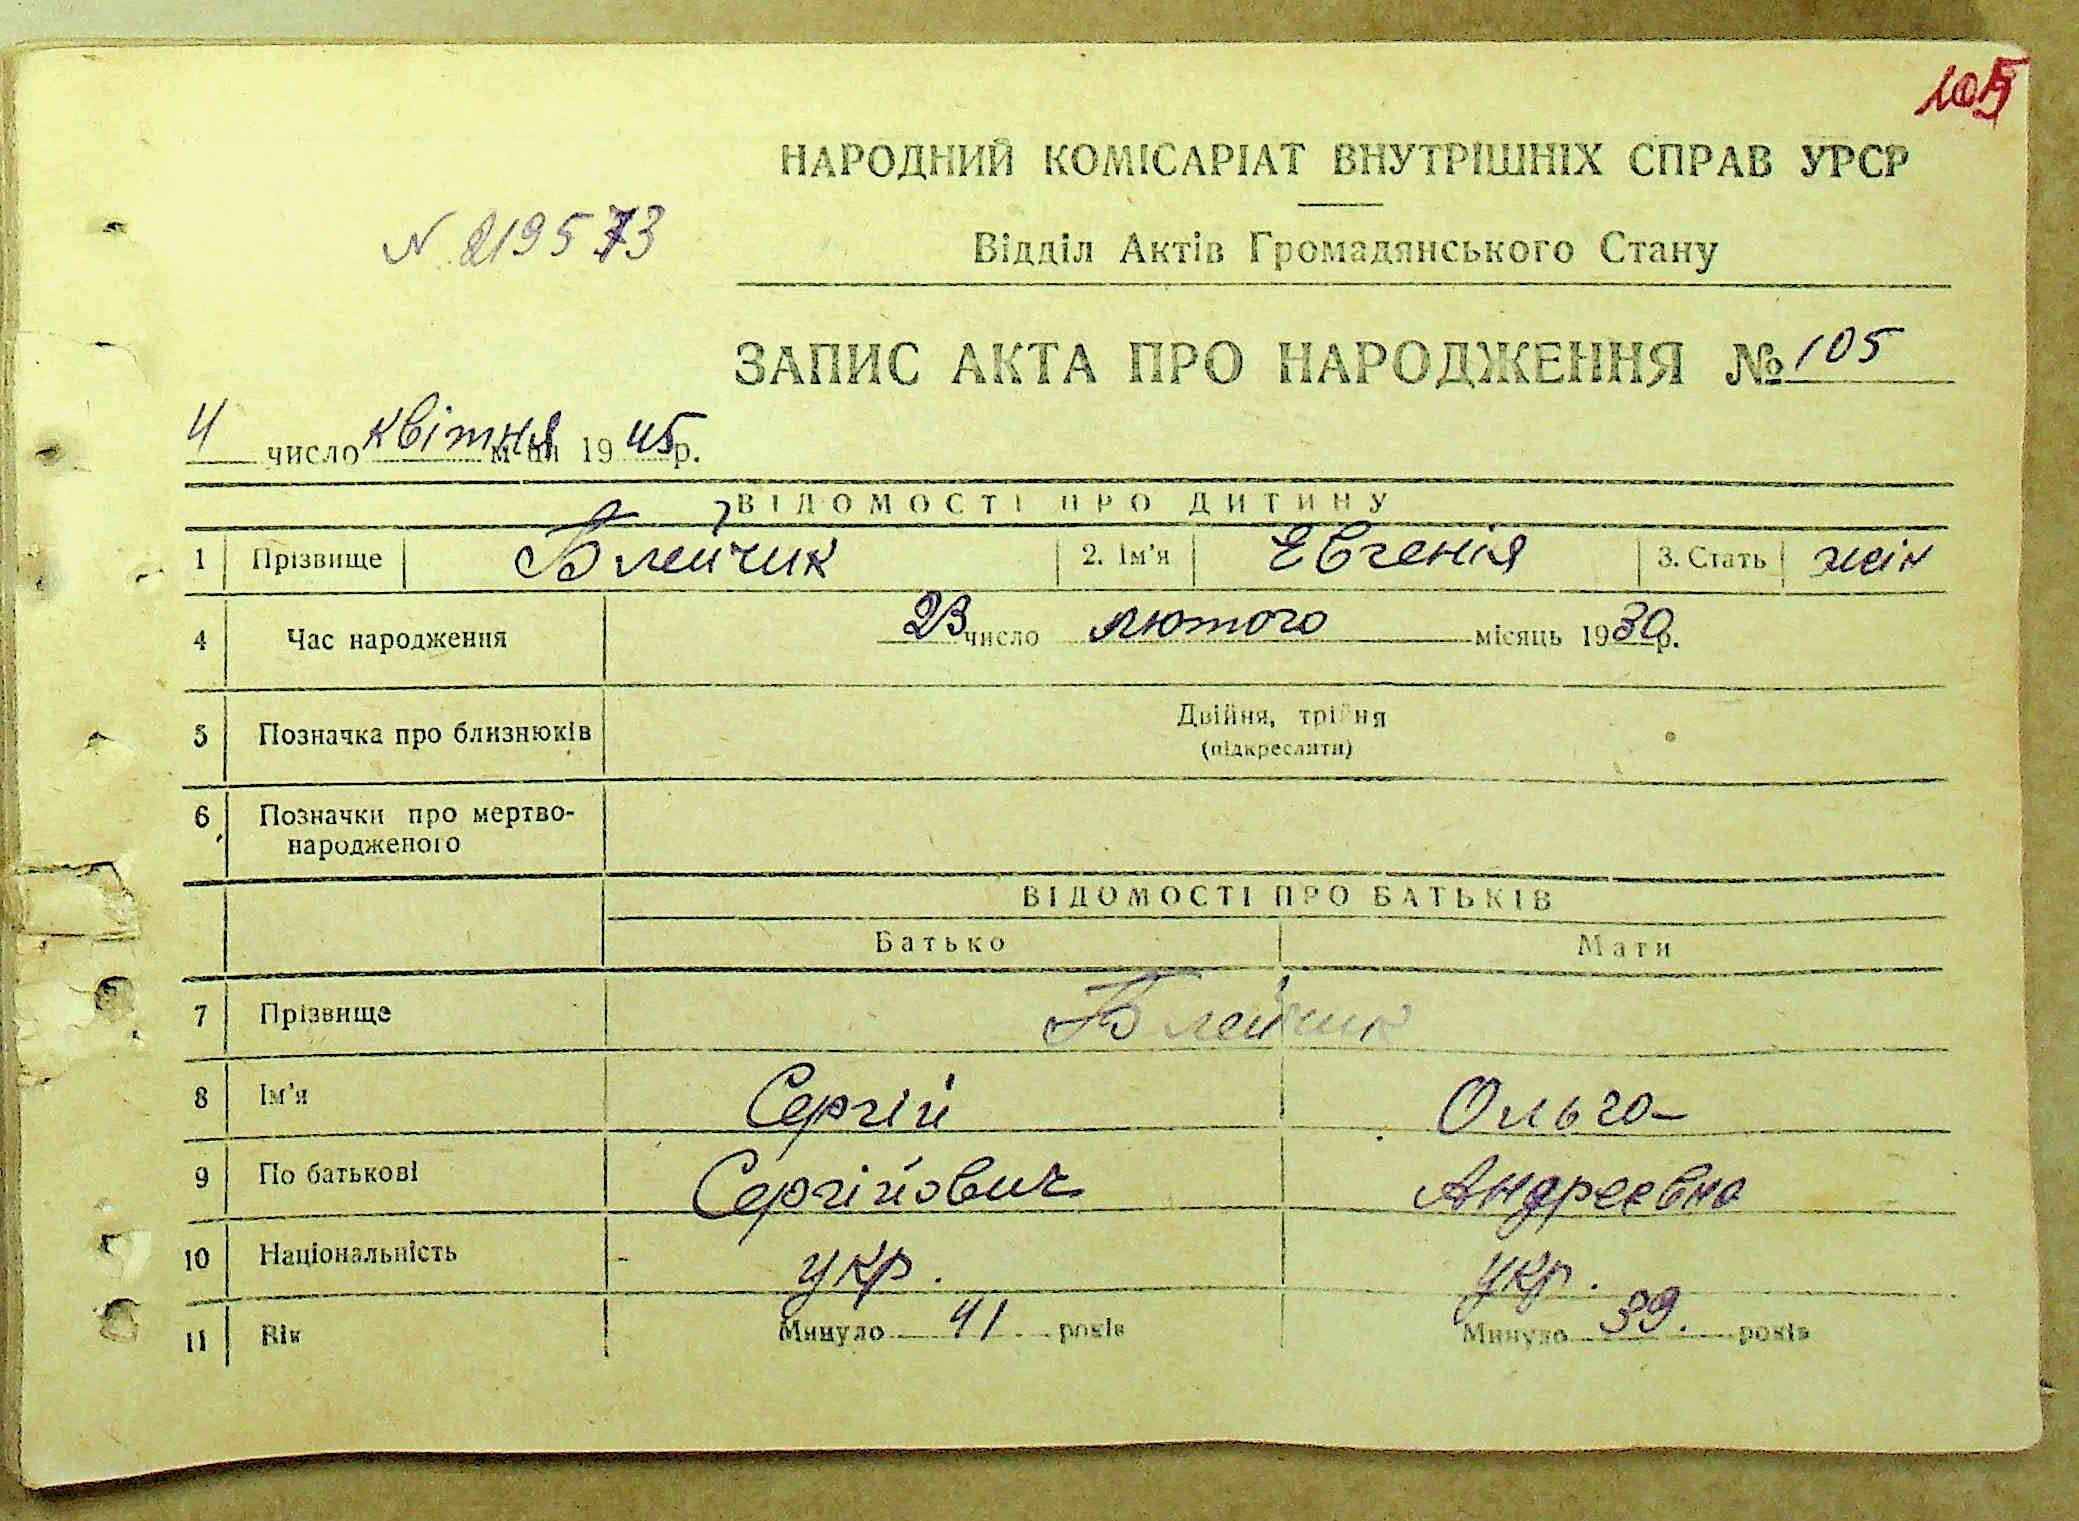 105
НАРОДНИЙ КОМІСАРІАТ ВНУТРІШНІХ СПРАВ УРСР
N 219573
Відділ Актів Громадянського Стану
ЗАПИС АКТА ПРО НАРОДЖЕННЯ № 105
4 число квітня м-ця 1945 р.
ВІДОМОСТІ ПРО ДИТИНУ
1 Прізвище Блейчик 2. Ім'я Евгенія 3. Стать жін
4 Час народження 23 число лютого місяць 1930 р.
5 Позначка про близнюків Двійня, трійня
(підкреслити)
6 Позначки про мертво-
народженого
ВІДОМОСТІ ПРО БАТЬКІВ
Батько Мати
7 Прізвище Блейчик
8 Ім'я Сергій Ольга
9 По батькові Сергійович Андреевна
10 Національність укр. укр.
11 Вік Минуло 41 років Минуло 39. років